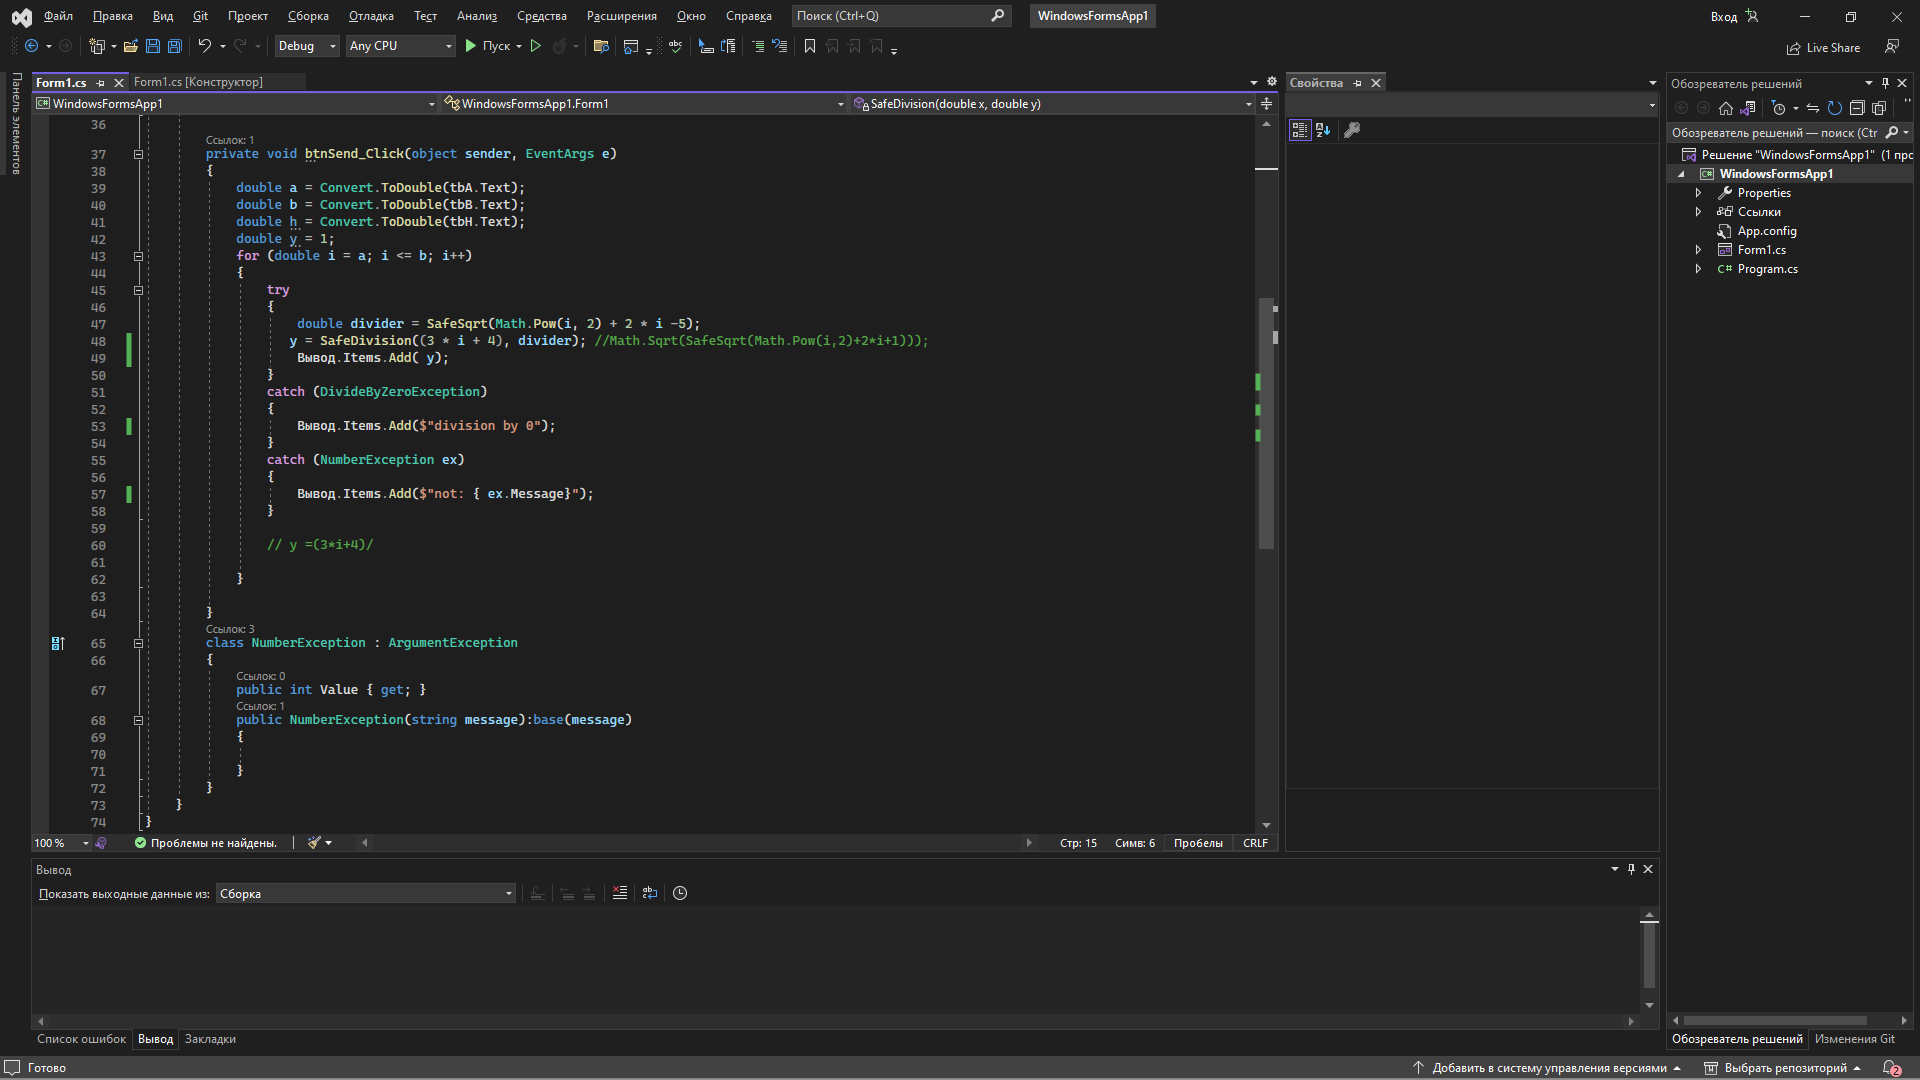 Файл Правка Вид Git Проект Сборка Отладка Тест Анализ Средства Расширения Окно Справка Поиск (Ctrl+Q) WindowsFormsApp1 Вход
Debug Any CPU Пуск Live Share
Панель элементов
Form1.cs Form1.cs [Конструктор]
WindowsFormsApp1 WindowsFormsApp1.Form1 SafeDivision(double x, double y)
36
Ссылок: 1
37 private void btnSend_Click(object sender, EventArgs e)
38 {
39 double a = Convert.ToDouble(tbA.Text);
40 double b = Convert.ToDouble(tbB.Text);
41 double h = Convert.ToDouble(tbH.Text);
42 double y = 1;
43 for (double i = a; i <= b; i++)
44 {
45 try
46 {
47 double divider = SafeSqrt(Math.Pow(i, 2) + 2 * i -5);
48 y = SafeDivision((3 * i + 4), divider); //Math.Sqrt(SafeSqrt(Math.Pow(i,2)+2*i+1)));
49 Вывод.Items.Add( y);
50 }
51 catch (DivideByZeroException)
52 {
53 Вывод.Items.Add($"division by 0");
54 }
55 catch (NumberException ex)
56 {
57 Вывод.Items.Add($"not: { ex.Message}");
58 }
59
60 // y =(3*i+4)/
61
62 }
63
64 }
Ссылок: 3
65 class NumberException : ArgumentException
66 {
Ссылок: 0
67 public int Value { get; }
Ссылок: 1
68 public NumberException(string message):base(message)
69 {
70
71 }
72 }
73 }
74 }
100 % Проблемы не найдены. Стр: 15 Симв: 6 Пробелы CRLF
Вывод
Показать выходные данные из: Сборка
Список ошибок Вывод Закладки
Свойства
Обозреватель решений
Обозреватель решений — поиск (Ctr
Решение "WindowsFormsApp1" (1 про
WindowsFormsApp1
Properties
Ссылки
App.config
Form1.cs
Program.cs
Обозреватель решений Изменения Git
Готово Добавить в систему управления версиями Выбрать репозиторий 2